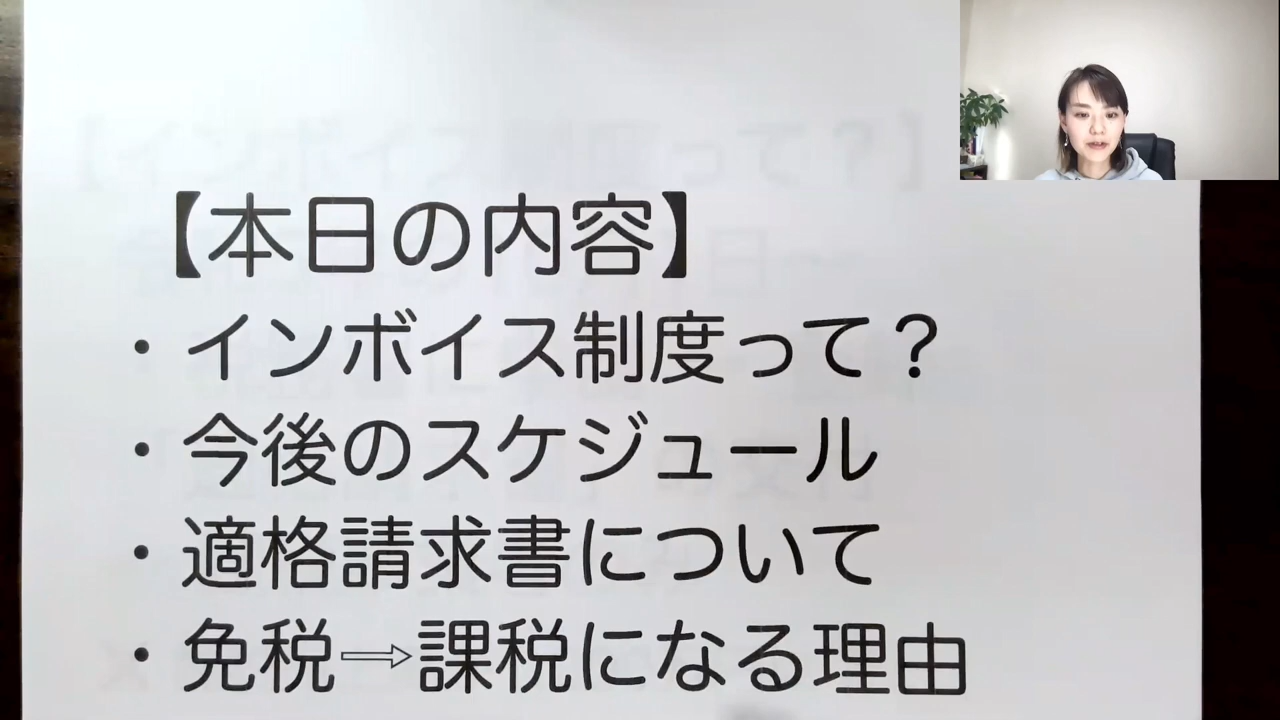 【本日の内容】
・インボイス制度って？
・今後のスケジュール
・適格請求書について
・免税⇨課税になる理由